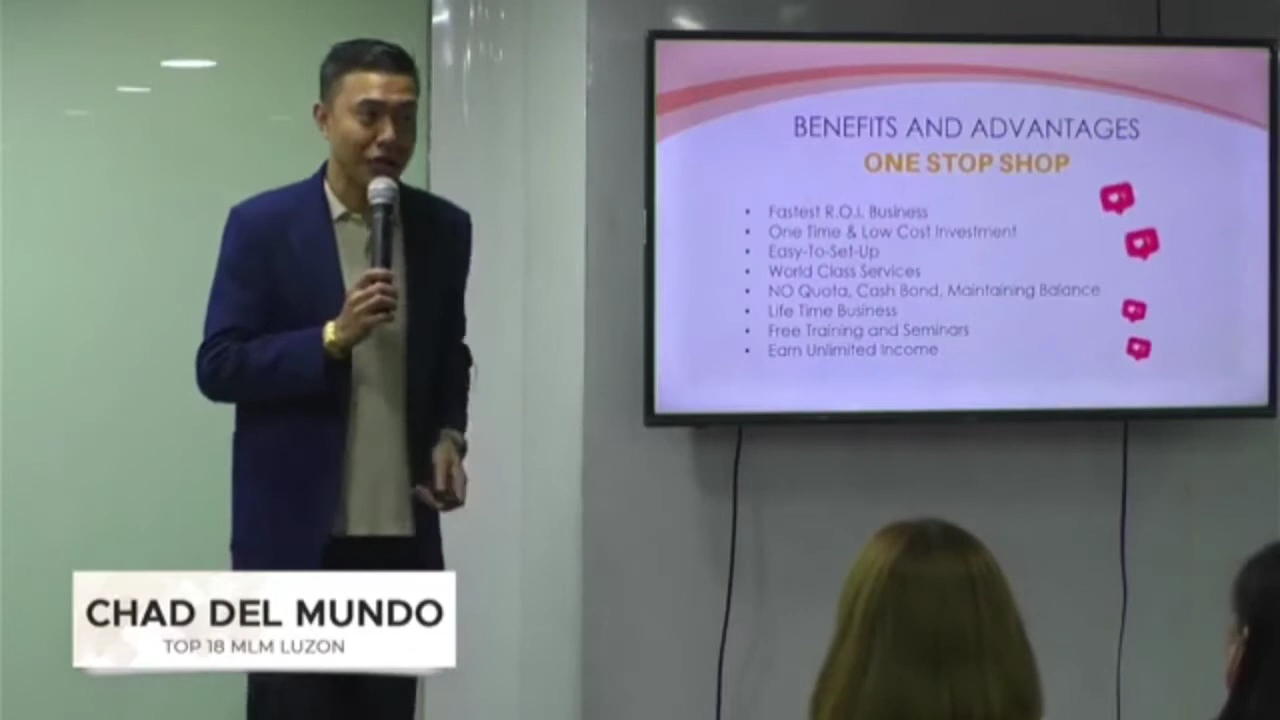 BENEFITS AND ADVANTAGES
ONE STOP SHOP
• Fastest R.O.I. Business
• One Time & Low Cost Investment
• Easy-To-Set-Up
• World Class Services
• NO Quota, Cash Bond, Maintaining Balance
• Life Time Business
• Free Training and Seminars
• Earn Unlimited Income
CHAD DEL MUNDO
TOP 18 MLM LUZON